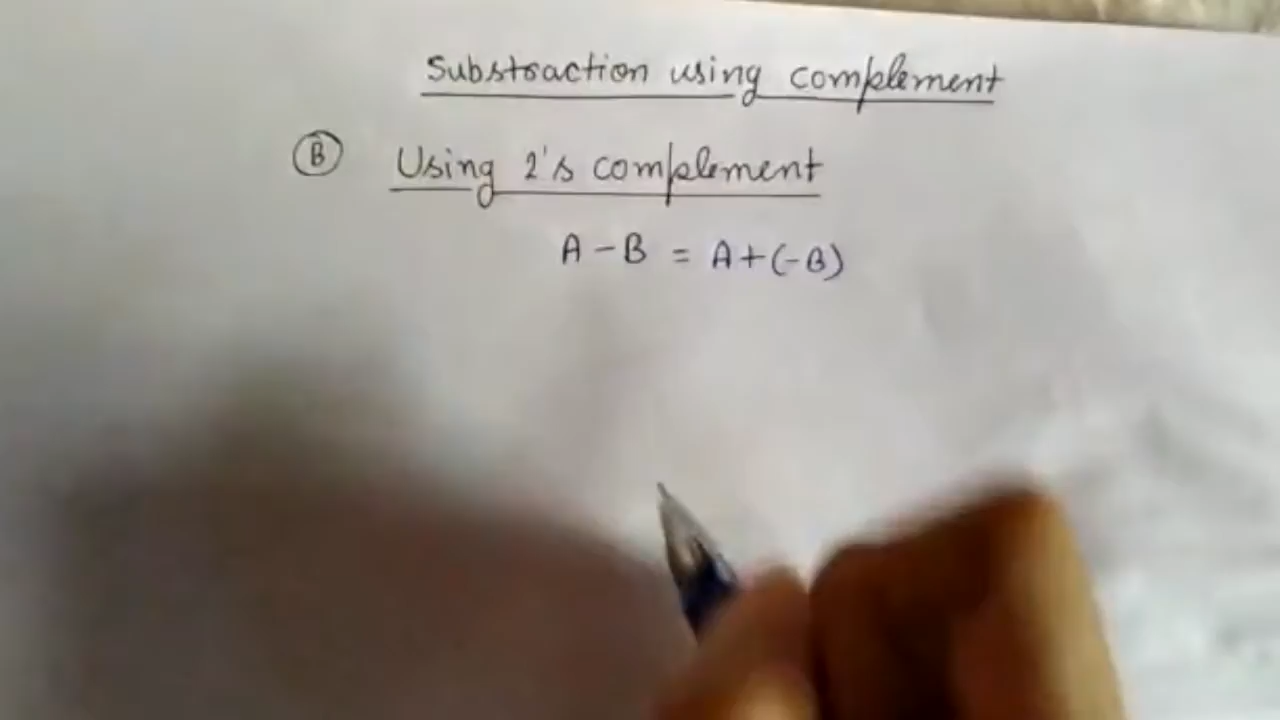 Substraction using complement
B Using 2's complement
A - B = A + (-B)